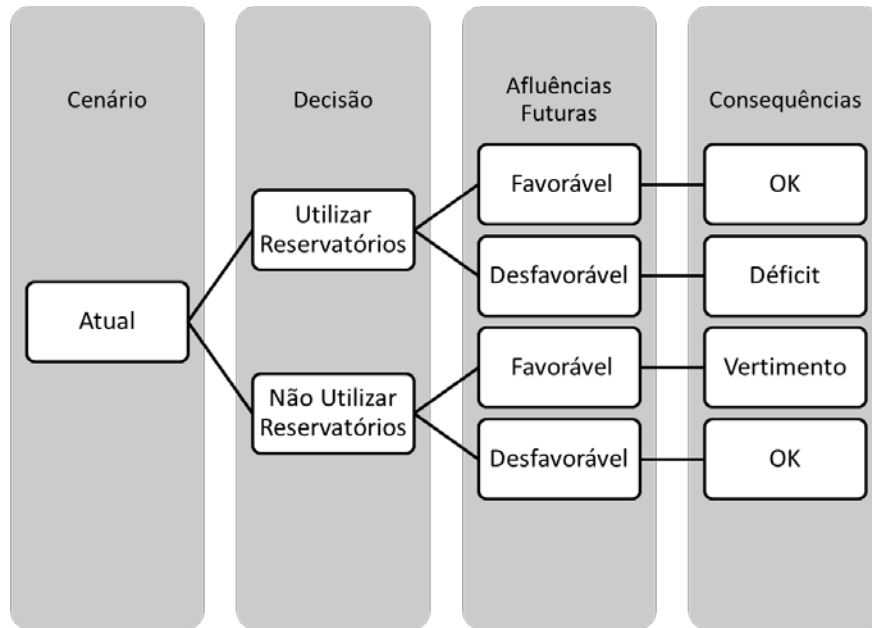 Cenário
Decisão
Afluências
Futuras
Consequências
Atual
Utilizar
Reservatórios
Não Utilizar
Reservatórios
Favorável
Desfavorável
Favorável
Desfavorável
OK
Déficit
Vertimento
OK